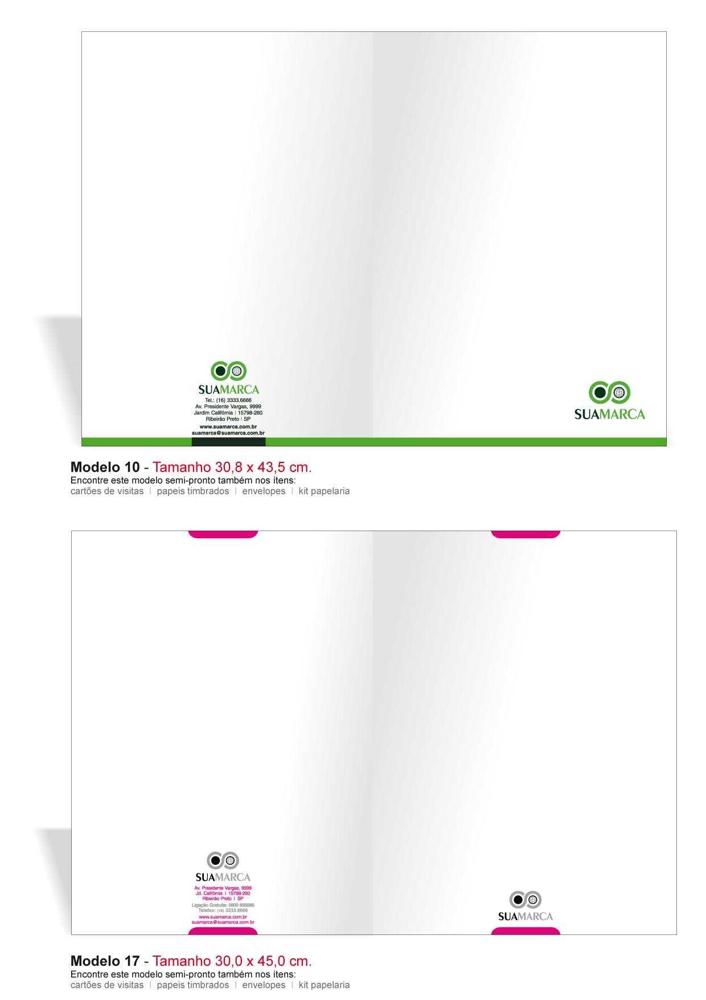 SUAMARCA
Tel.: (16) 3333.6666
Av. Presidente Vargas, 9999
Jardim Califórnia | 15798-260
Ribeirão Preto | SP
www.suamarca.com.br
suamarca@suamarca.com.br
SUAMARCA
Modelo 10 - Tamanho 30,8 x 43,5 cm.
Encontre este modelo semi-pronto também nos ítens:
cartões de visitas | papeis timbrados | envelopes | kit papelaria
SUAMARCA
Av. Presidente Vargas, 9999
Jd. Califórnia | 15798-260
Ribeirão Preto | SP
Ligação Gratuita: 0800 666666
Telefax: (16) 3333.6666
www.suamarca.com.br
suamarca@suamarca.com.br
SUAMARCA
Modelo 17 - Tamanho 30,0 x 45,0 cm.
Encontre este modelo semi-pronto também nos ítens:
cartões de visitas | papeis timbrados | envelopes | kit papelaria